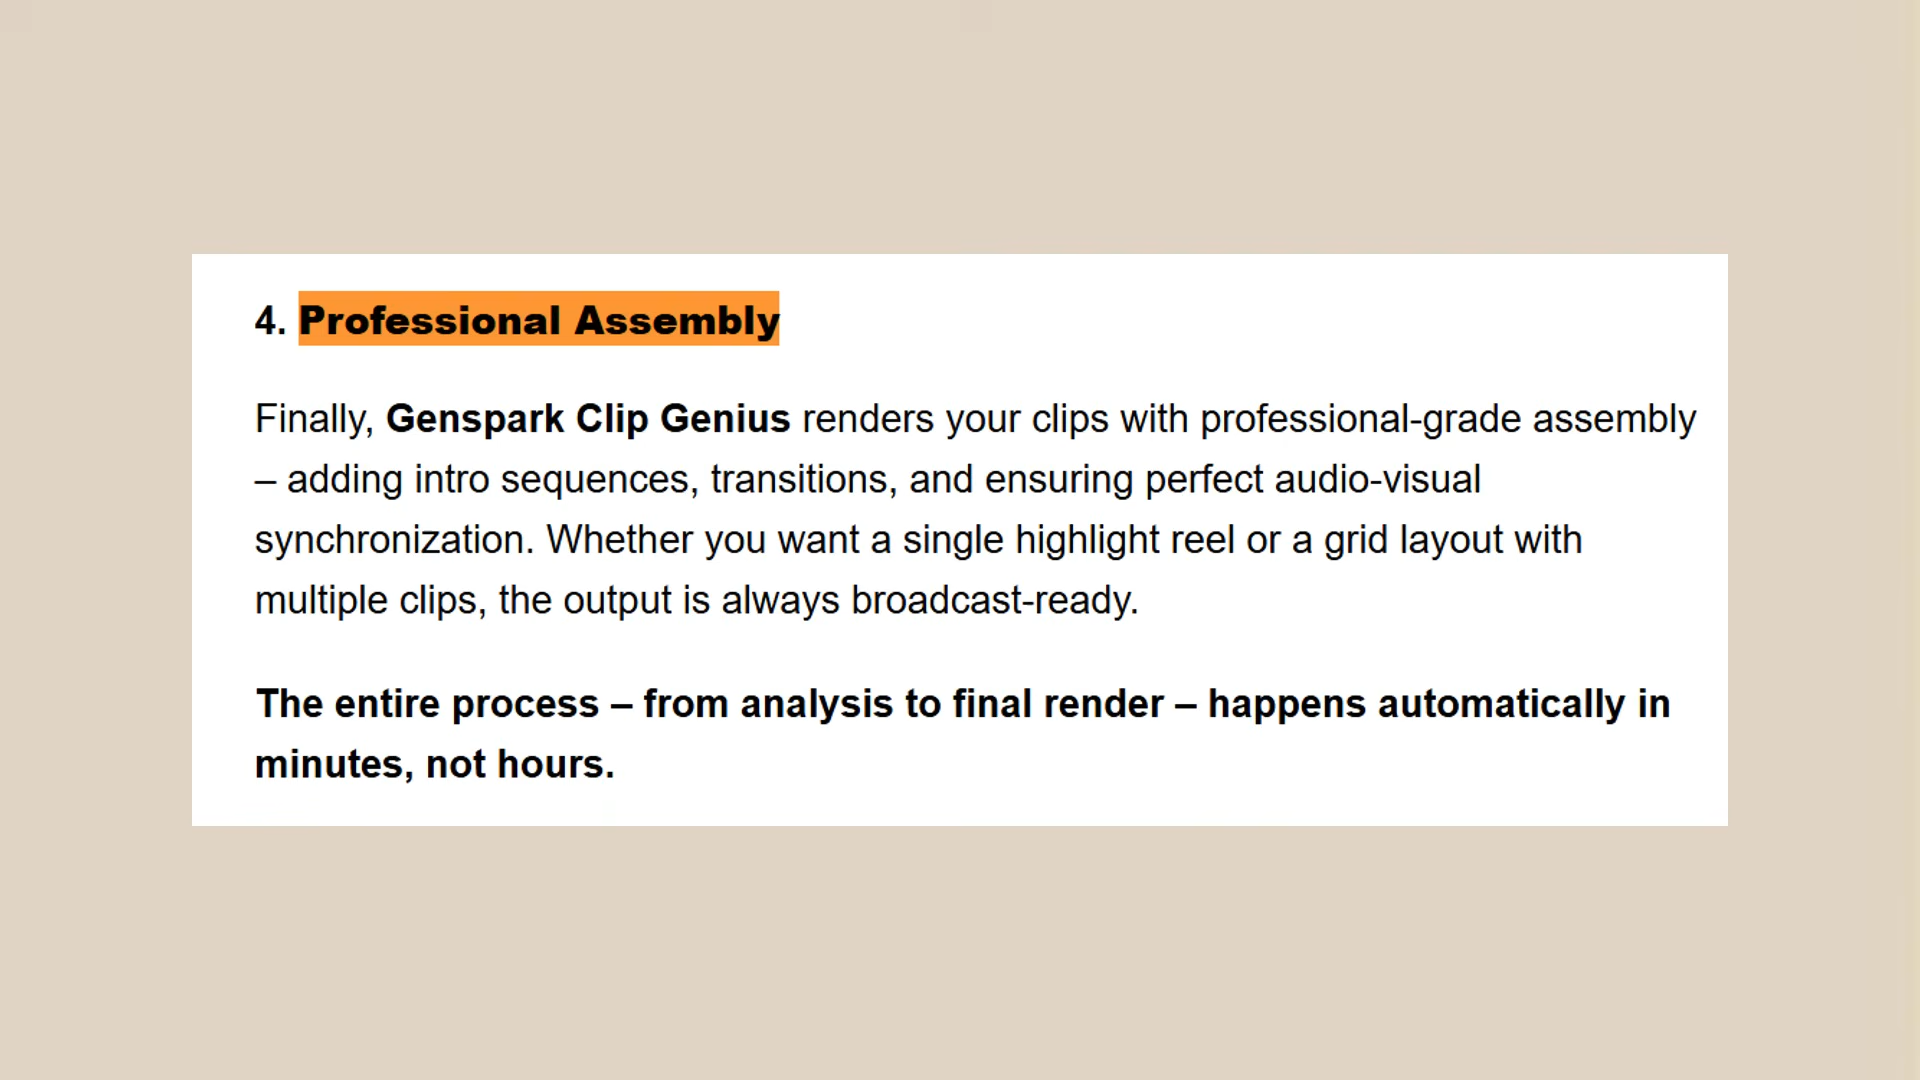 4. Professional Assembly
Finally, Genspark Clip Genius renders your clips with professional-grade assembly
– adding intro sequences, transitions, and ensuring perfect audio-visual
synchronization. Whether you want a single highlight reel or a grid layout with
multiple clips, the output is always broadcast-ready.
The entire process – from analysis to final render – happens automatically in
minutes, not hours.